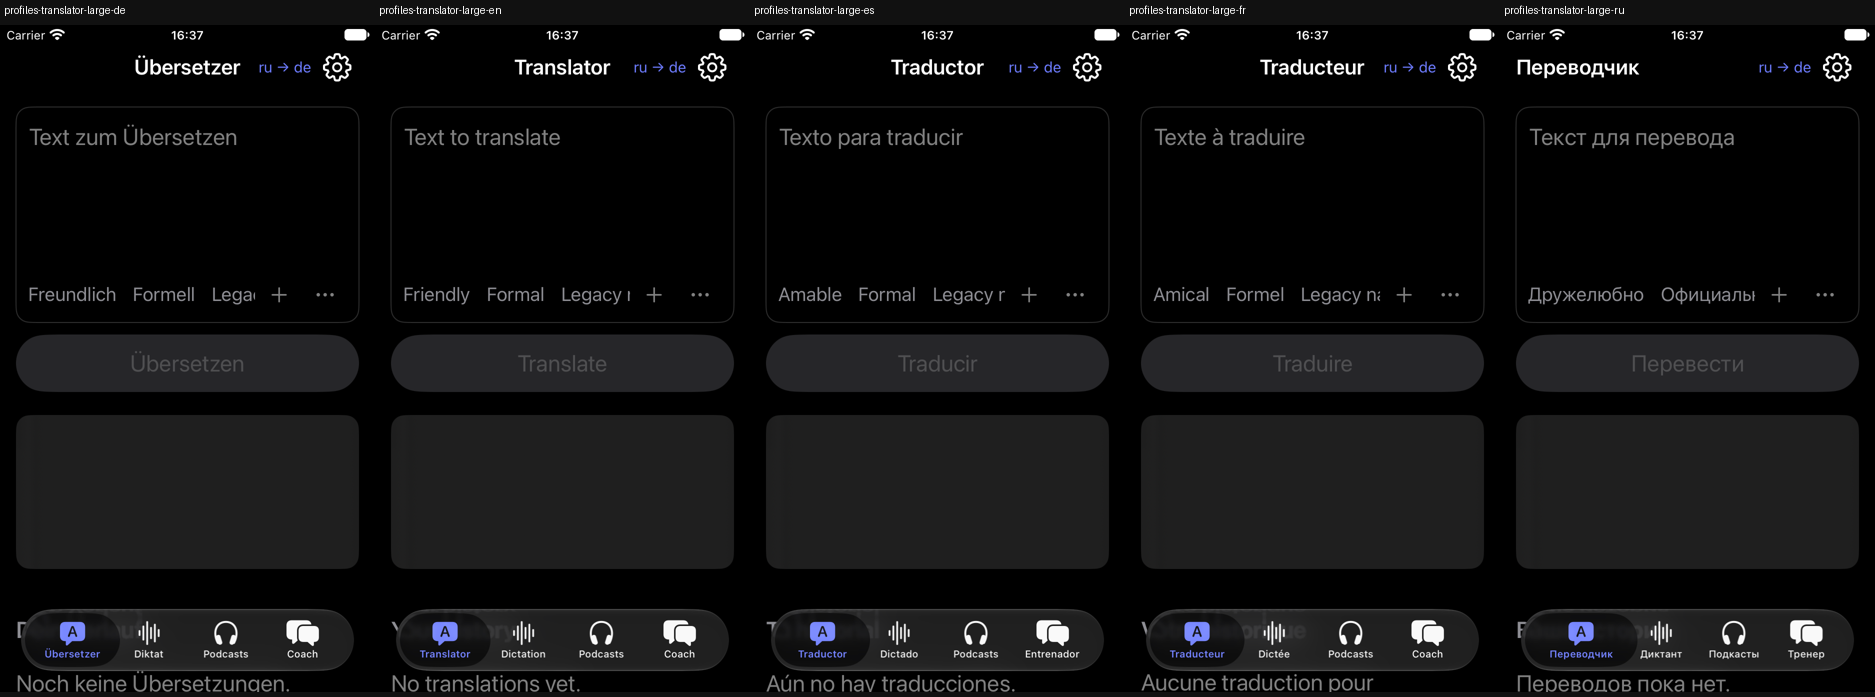 profiles-translator-large-de
Carrier 16:37
Übersetzer ru → de
Text zum Übersetzen
Freundlich Formell + ...
Übersetzen
Übersetzer Diktat Podcasts Coach
Noch keine Übersetzungen.
profiles-translator-large-en
Carrier 16:37
Translator ru → de
Text to translate
Friendly Formal Legacy + ...
Translate
Translator Dictation Podcasts Coach
No translations yet.
profiles-translator-large-es
Carrier 16:37
Traductor ru → de
Texto para traducir
Amable Formal Legacy + ...
Traducir
Traductor Dictado Podcasts Entrenador
Aún no hay traducciones.
profiles-translator-large-fr
Carrier 16:37
Traducteur ru → de
Texte à traduire
Amical Formel Legacy + ...
Traduire
Traducteur Dictée Podcasts Coach
Aucune traduction pour
profiles-translator-large-ru
Carrier 16:37
Переводчик ru → de
Текст для перевода
Дружелюбно + ...
Перевести
Переводчик Диктант Подкасты Тренер
Переводов пока нет.